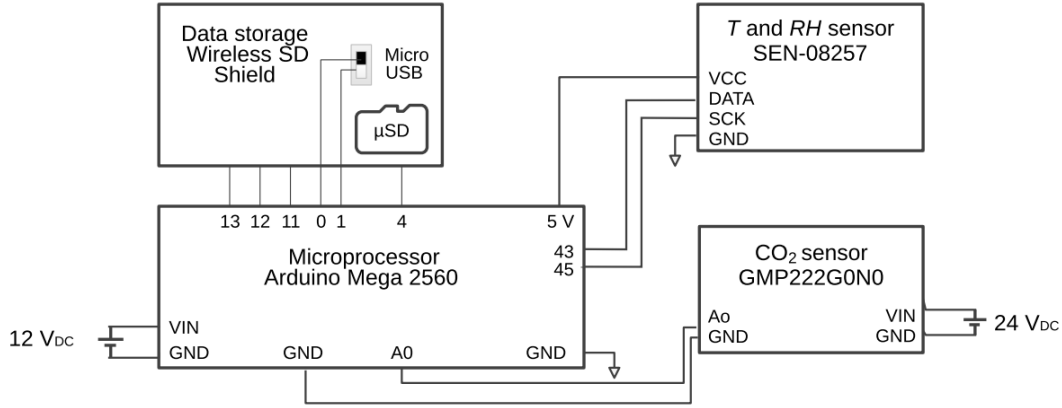 Data storage
Wireless SD
Shield
Micro
USB
µSD
T and RH sensor
SEN-08257
VCC
DATA
SCK
GND
13 12 11 0 1 4 5 V
43
45
Microprocessor
Arduino Mega 2560
CO2 sensor
GMP222G0N0
Ao
GND
VIN
GND
24 VDC
12 VDC
VIN
GND
GND
A0
GND